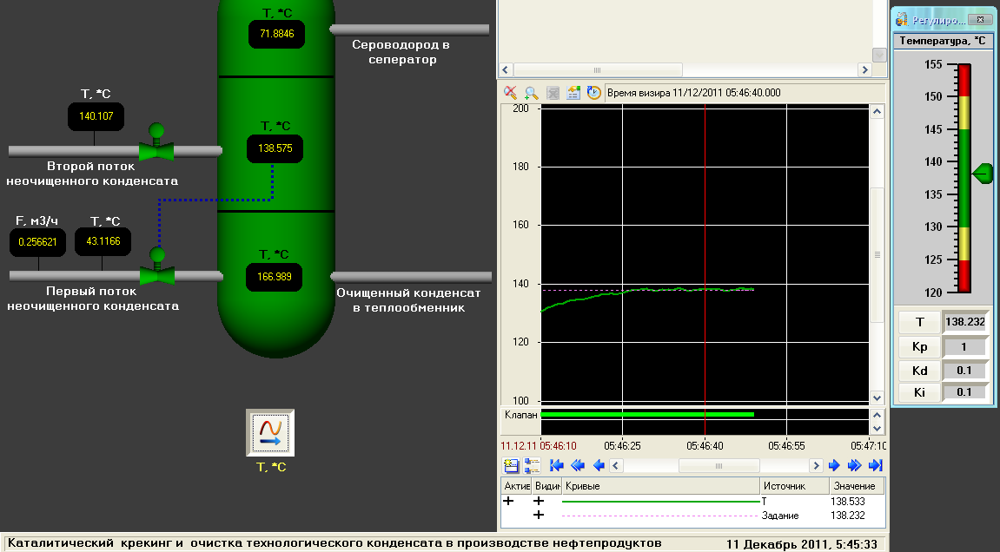 T, *C
71.8846
Сероводород в
сеператор
T, *C
140.107
T, *C
138.575
Второй поток
неочищенного конденсата
F, м3/ч
T, *C
0.256621
43.1166
T, *C
166.989
Первый поток
неочищенного конденсата
Очищенный конденсат
в теплообменник
T, *C
Время визира 11/12/2011 05:46:40.000
200
180
160
140
120
100
Клапан
11.12.11 05:46:10
05:46:25
05:46:40
05:46:55
05:47:10
Актив
Видим
Кривые
Источник
Значение
T
138.533
Задание
138.232
Регулиро...
Температура, *C
155
150
145
140
135
130
125
120
T
138.232
Kp
1
Kd
0.1
Ki
0.1
Каталитический крекинг и очистка технологического конденсата в производстве нефтепродуктов
11 Декабрь 2011, 5:45:33